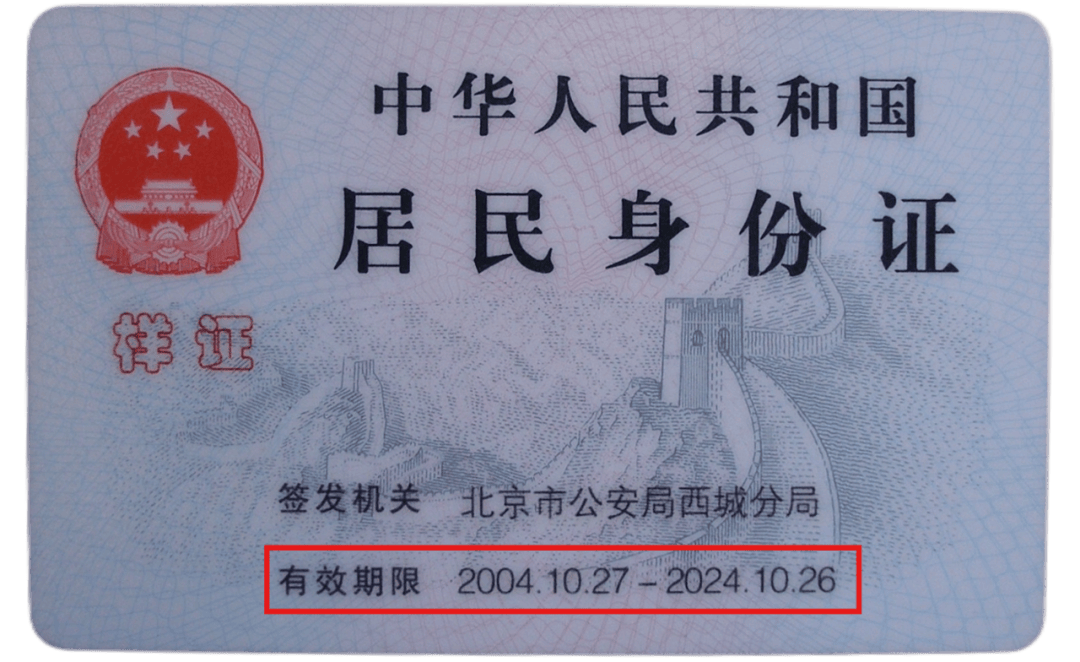 中华人民共和国
居民身份证
样证
签发机关 北京市公安局西城分局
有效期限 2004.10.27-2024.10.26